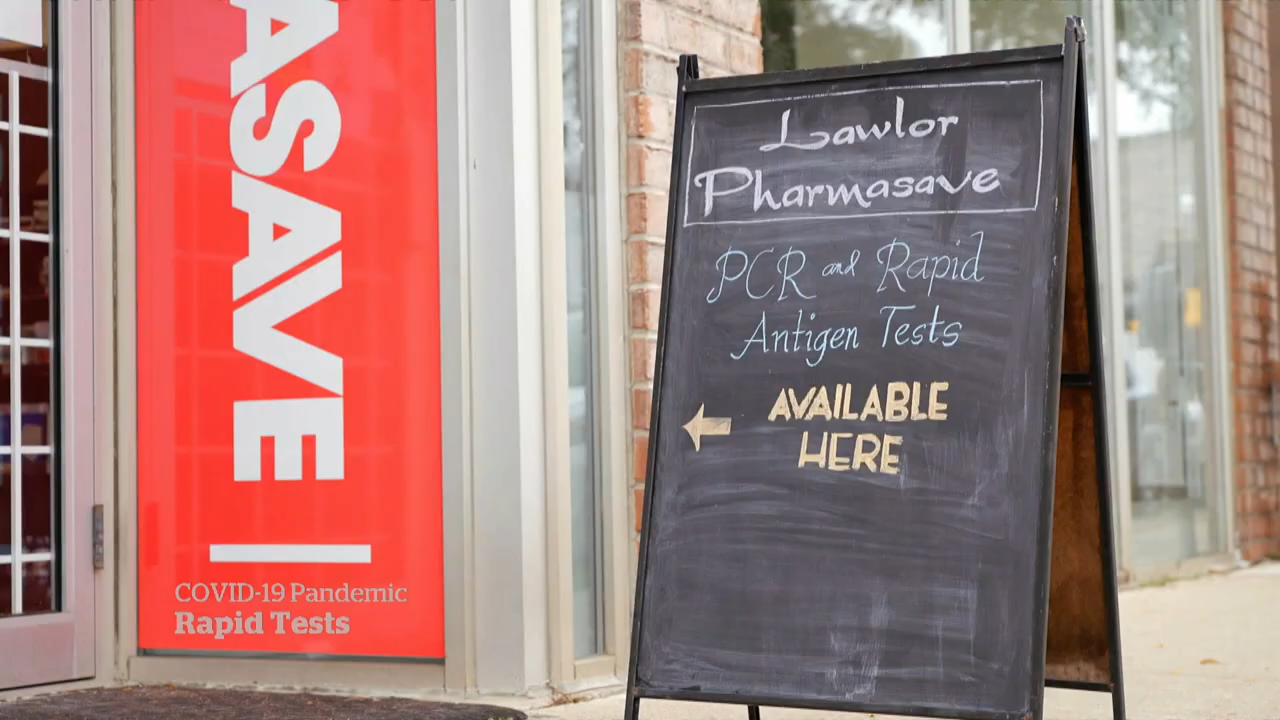 ASAVE
COVID-19 Pandemic
Rapid Tests
Lawlor
Pharmasave
PCR and Rapid
Antigen Tests
AVAILABLE
HERE